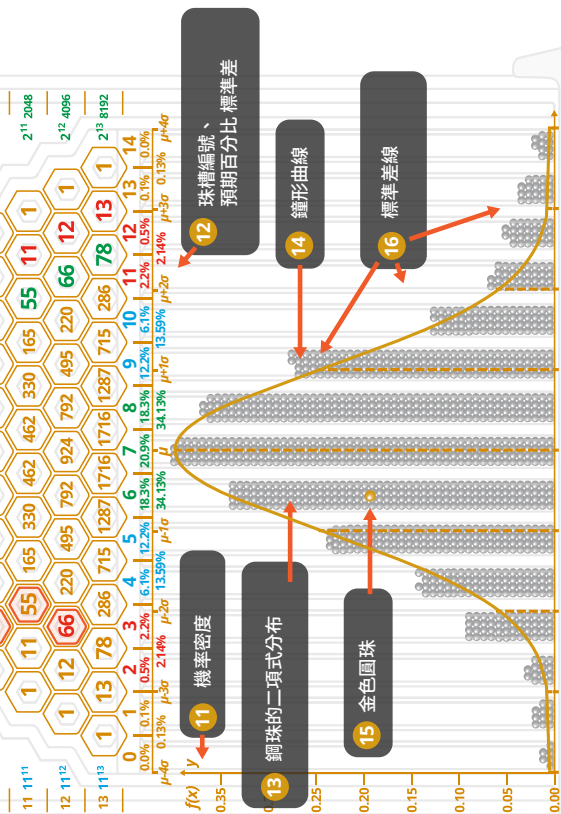 11 11¹¹ 1 11 55 165 330 462 462 330 165 55 11 1 2¹¹ 2048
12 11¹² 1 12 66 220 495 792 924 792 495 220 66 12 1 2¹² 4096
13 11¹³ 1 13 78 286 715 1287 1716 1716 1287 715 286 78 13 1 2¹³ 8192
0 1 2 3 4 5 6 7 8 9 10 11 12 13 14
0.0% 0.1% 0.5% 2.2% 6.1% 12.2% 18.3% 20.9% 18.3% 12.2% 6.1% 2.2% 0.5% 0.1% 0.0%
0.13% 2.14% 13.59% 34.13% 34.13% 13.59% 2.14% 0.13%
μ-4σ μ-3σ μ-2σ μ-1σ μ μ+1σ μ+2σ μ+3σ μ+4σ
f(x) y
11 機率密度
12 珠槽編號、
預期百分比 標準差
13 鋼珠的二項式分布
14 鐘形曲線
15 金色圓珠
16 標準差線
0.35
0.25
0.20
0.15
0.10
0.05
0.00